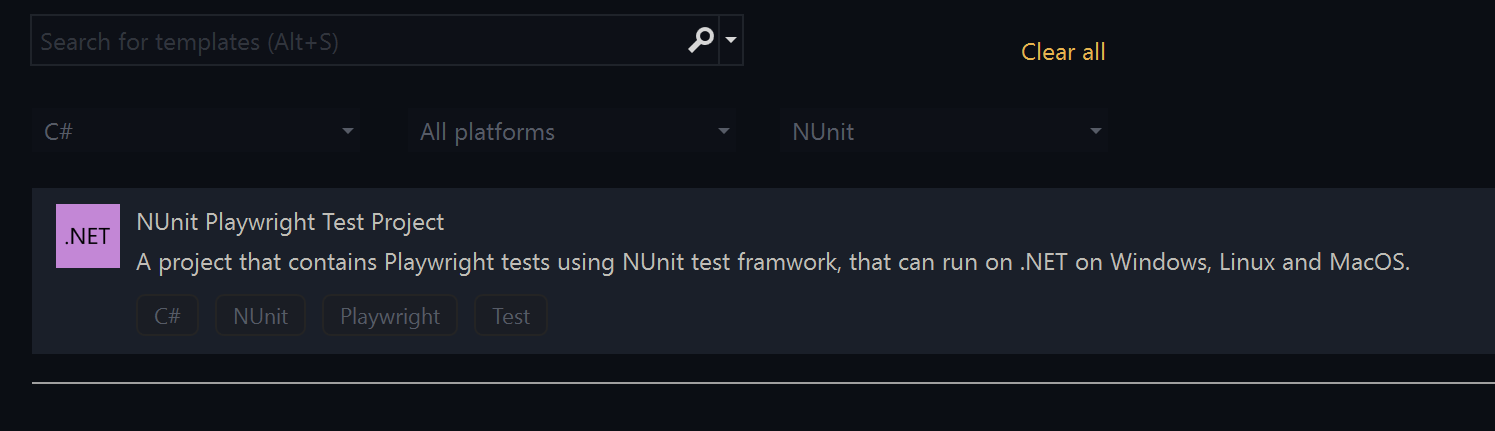 Search for templates (Alt+S)
Clear all
C#
All platforms
NUnit
.NET
NUnit Playwright Test Project
A project that contains Playwright tests using NUnit test framwork, that can run on .NET on Windows, Linux and MacOS.
C#
NUnit
Playwright
Test